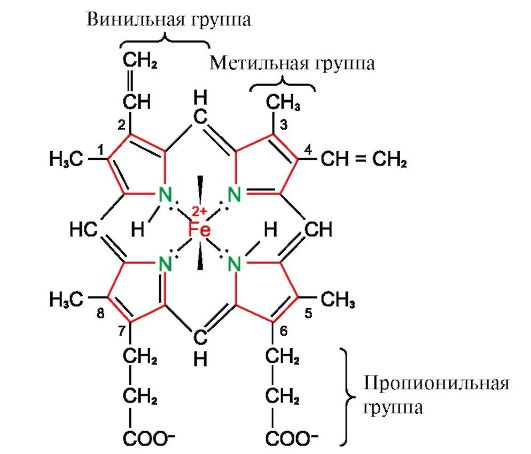 Винильная группа
CH₂
Метильная группа
CH
H
CH₃
2
3
1
4
H₃C
CH = CH₂
N
N
2+
H
Fe
H
HC
CH
N
N
H₃C
CH₃
8
5
7
6
C
H
C
CH₂
CH₂
CH₂
CH₂
Пропионильная
группа
COO⁻
COO⁻